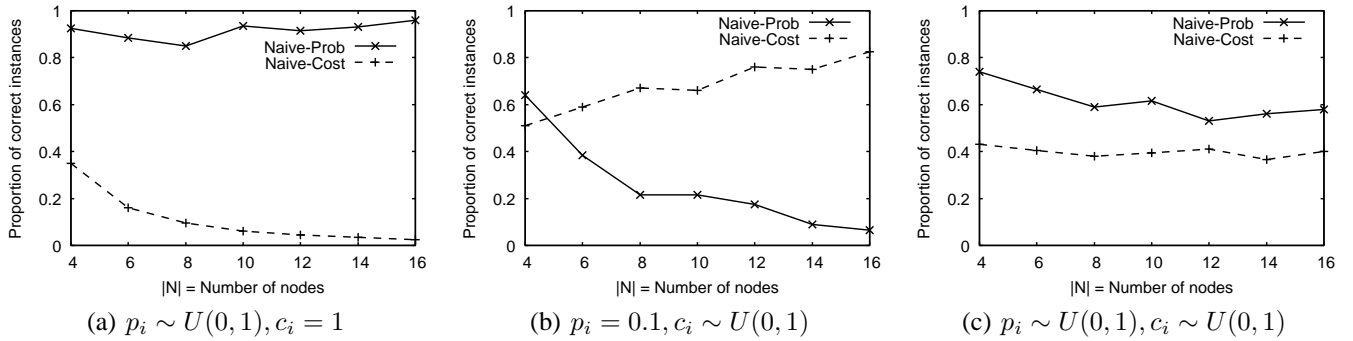 Proportion of correct instances
1
0.8
0.6
0.4
0.2
0
4 6 8 10 12 14 16
|N| = Number of nodes
Naive-Prob
Naive-Cost
(a) p_i ∼ U(0, 1), c_i = 1
Proportion of correct instances
1
0.8
0.6
0.4
0.2
0
4 6 8 10 12 14 16
|N| = Number of nodes
Naive-Prob
Naive-Cost
(b) p_i = 0.1, c_i ∼ U(0, 1)
Proportion of correct instances
1
0.8
0.6
0.4
0.2
0
4 6 8 10 12 14 16
|N| = Number of nodes
Naive-Prob
Naive-Cost
(c) p_i ∼ U(0, 1), c_i ∼ U(0, 1)